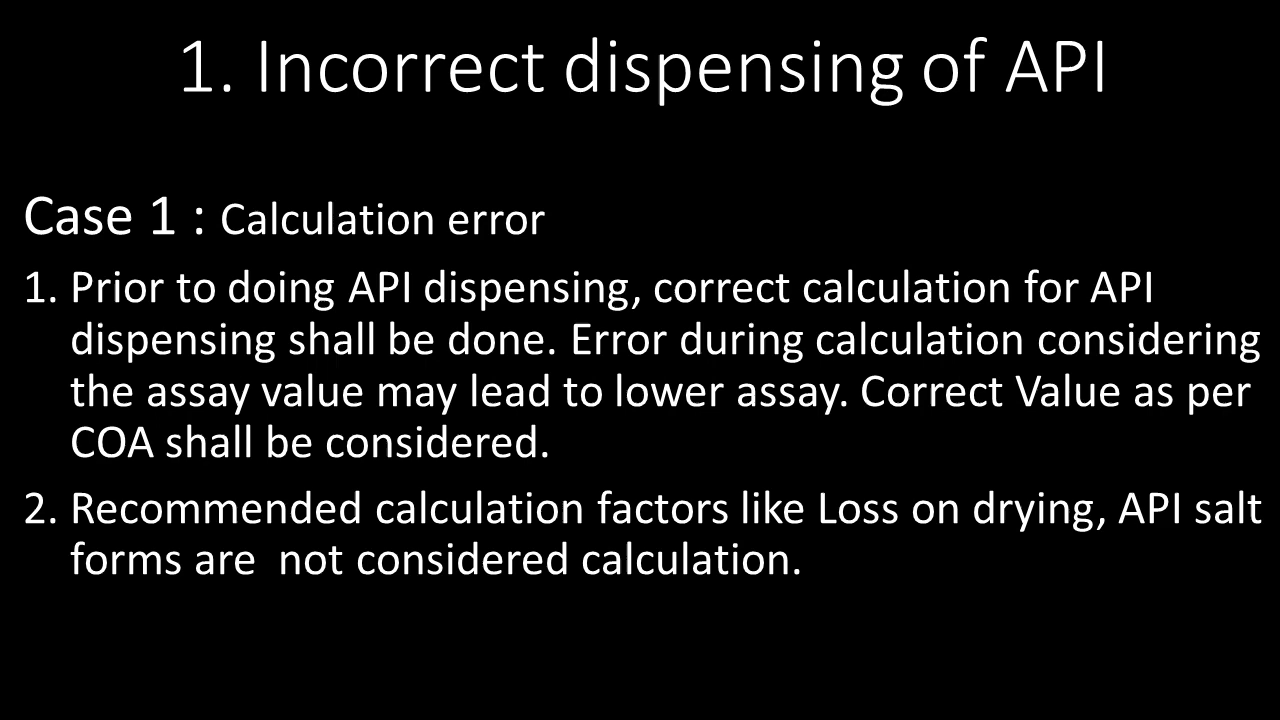 1. Incorrect dispensing of API
Case 1 : Calculation error
1. Prior to doing API dispensing, correct calculation for API
dispensing shall be done. Error during calculation considering
the assay value may lead to lower assay. Correct Value as per
COA shall be considered.
2. Recommended calculation factors like Loss on drying, API salt
forms are  not considered calculation.